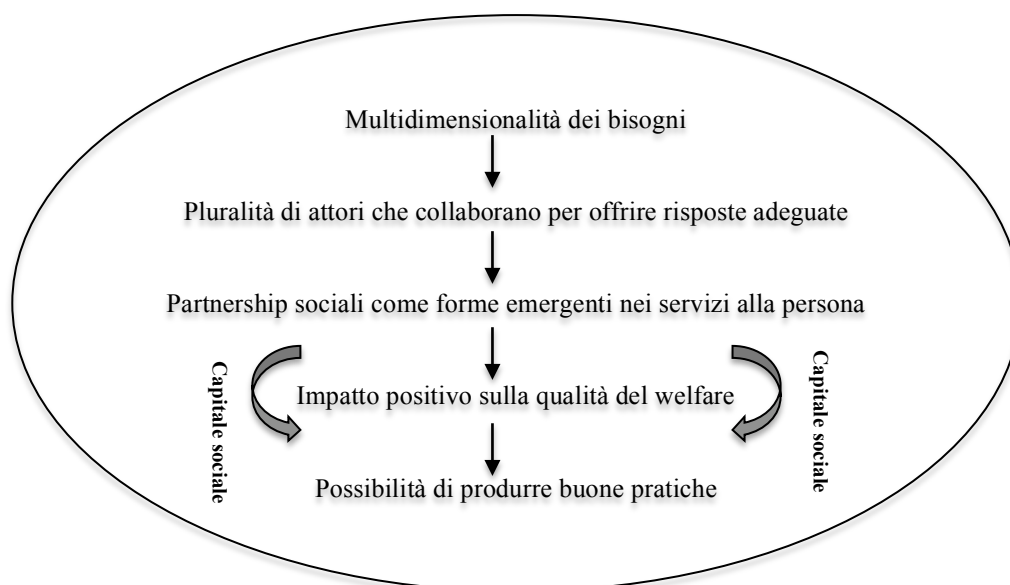 Multidimensionalità dei bisogni
Pluralità di attori che collaborano per offrire risposte adeguate
Partnership sociali come forme emergenti nei servizi alla persona
Capitale sociale
Impatto positivo sulla qualità del welfare
Capitale sociale
Possibilità di produrre buone pratiche